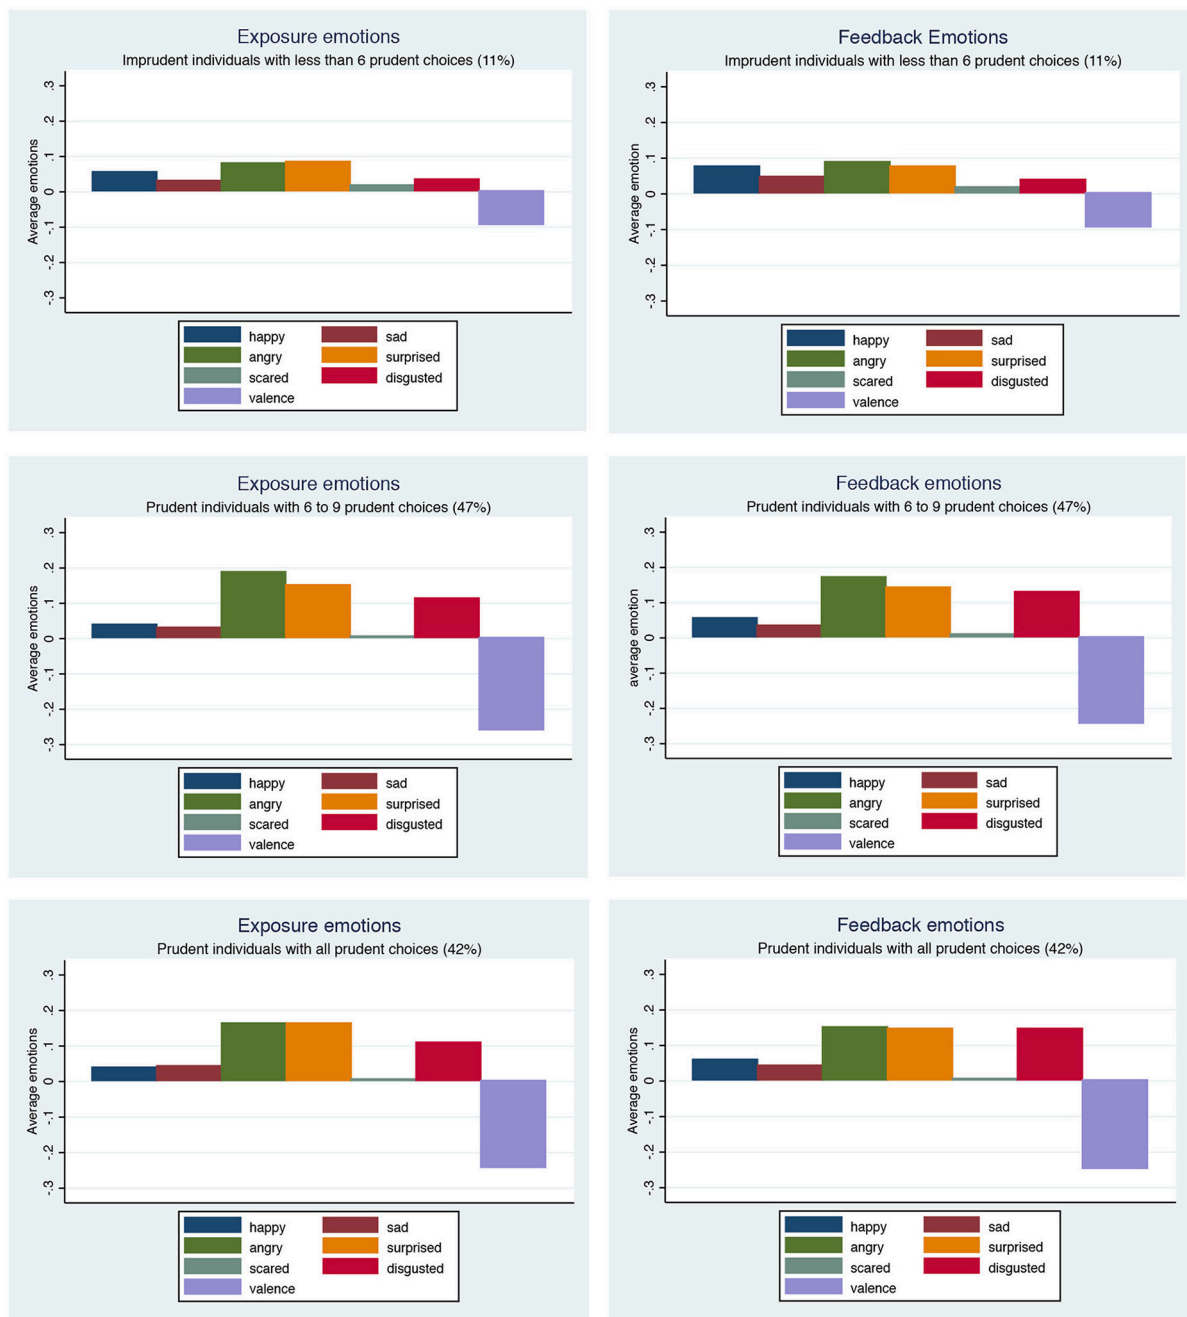 Exposure emotions
Imprudent individuals with less than 6 prudent choices (11%)
Average emotions
.3
.2
.1
0
-.1
-.2
-.3
happy sad
angry surprised
scared disgusted
valence
Feedback Emotions
Imprudent individuals with less than 6 prudent choices (11%)
Average emotion
.3
.2
.1
0
-.1
-.2
-.3
happy sad
angry surprised
scared disgusted
valence
Exposure emotions
Prudent individuals with 6 to 9 prudent choices (47%)
Average emotions
.3
.2
.1
0
-.1
-.2
-.3
happy sad
angry surprised
scared disgusted
valence
Feedback emotions
Prudent individuals with 6 to 9 prudent choices (47%)
average emotion
.3
.2
.1
0
-.1
-.2
-.3
happy sad
angry surprised
scared disgusted
valence
Exposure emotions
Prudent individuals with all prudent choices (42%)
Average emotions
.3
.2
.1
0
-.1
-.2
-.3
happy sad
angry surprised
scared disgusted
valence
Feedback emotions
Prudent individuals with all prudent choices (42%)
Average emotions
.3
.2
.1
0
-.1
-.2
-.3
happy sad
angry surprised
scared disgusted
valence